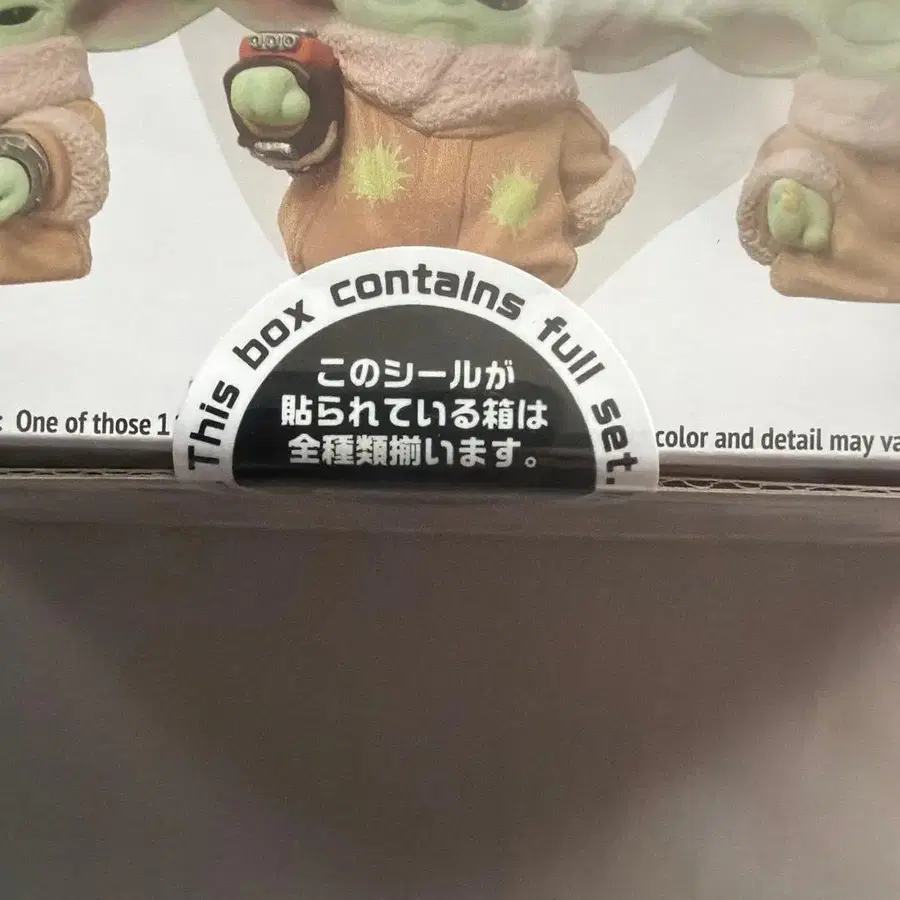 This box contains full set.
このシールが
貼られている箱は
全種類揃います。
: One of those 1
color and detail may